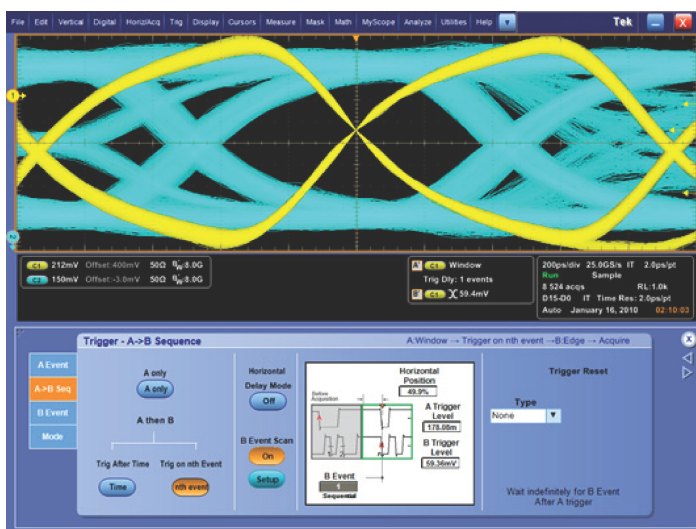 File Edit Vertical Digital Horiz/Acq Trig Display Cursors Measure Mask Math MyScope Analyze Utilities Help Tek X
1
C1 212mV Offset:400mV 50Ω BW:8.0G
C2 150mV Offset:-3.0mV 50Ω BW:8.0G
A' C1 Window
Trig Dly: 1 events
B' C1 59.4mV
200ps/div 25.0GS/s IT 2.0ps/pt
Run Sample
8 524 acqs RL:1.0k
D15-D0 IT Time Res: 2.0ps/pt
Auto January 16, 2010 02:10:03
Trigger - A->B Sequence
A:Window → Trigger on nth event →B:Edge → Acquire
X
A Event
A->B Seq
B Event
Mode
A only
A only
A then B
Trig After Time
Time
Trig on nth Event
nth event
Horizontal
Delay Mode
Off
B Event Scan
On
Setup
Before
Acquisition
Horizontal
Position
49.9%
A Trigger
Level
178.08m
B Trigger
Level
59.36mV
B Event
1
Sequential
Trigger Reset
Type
None
Wait indefinitely for B Event
After A trigger